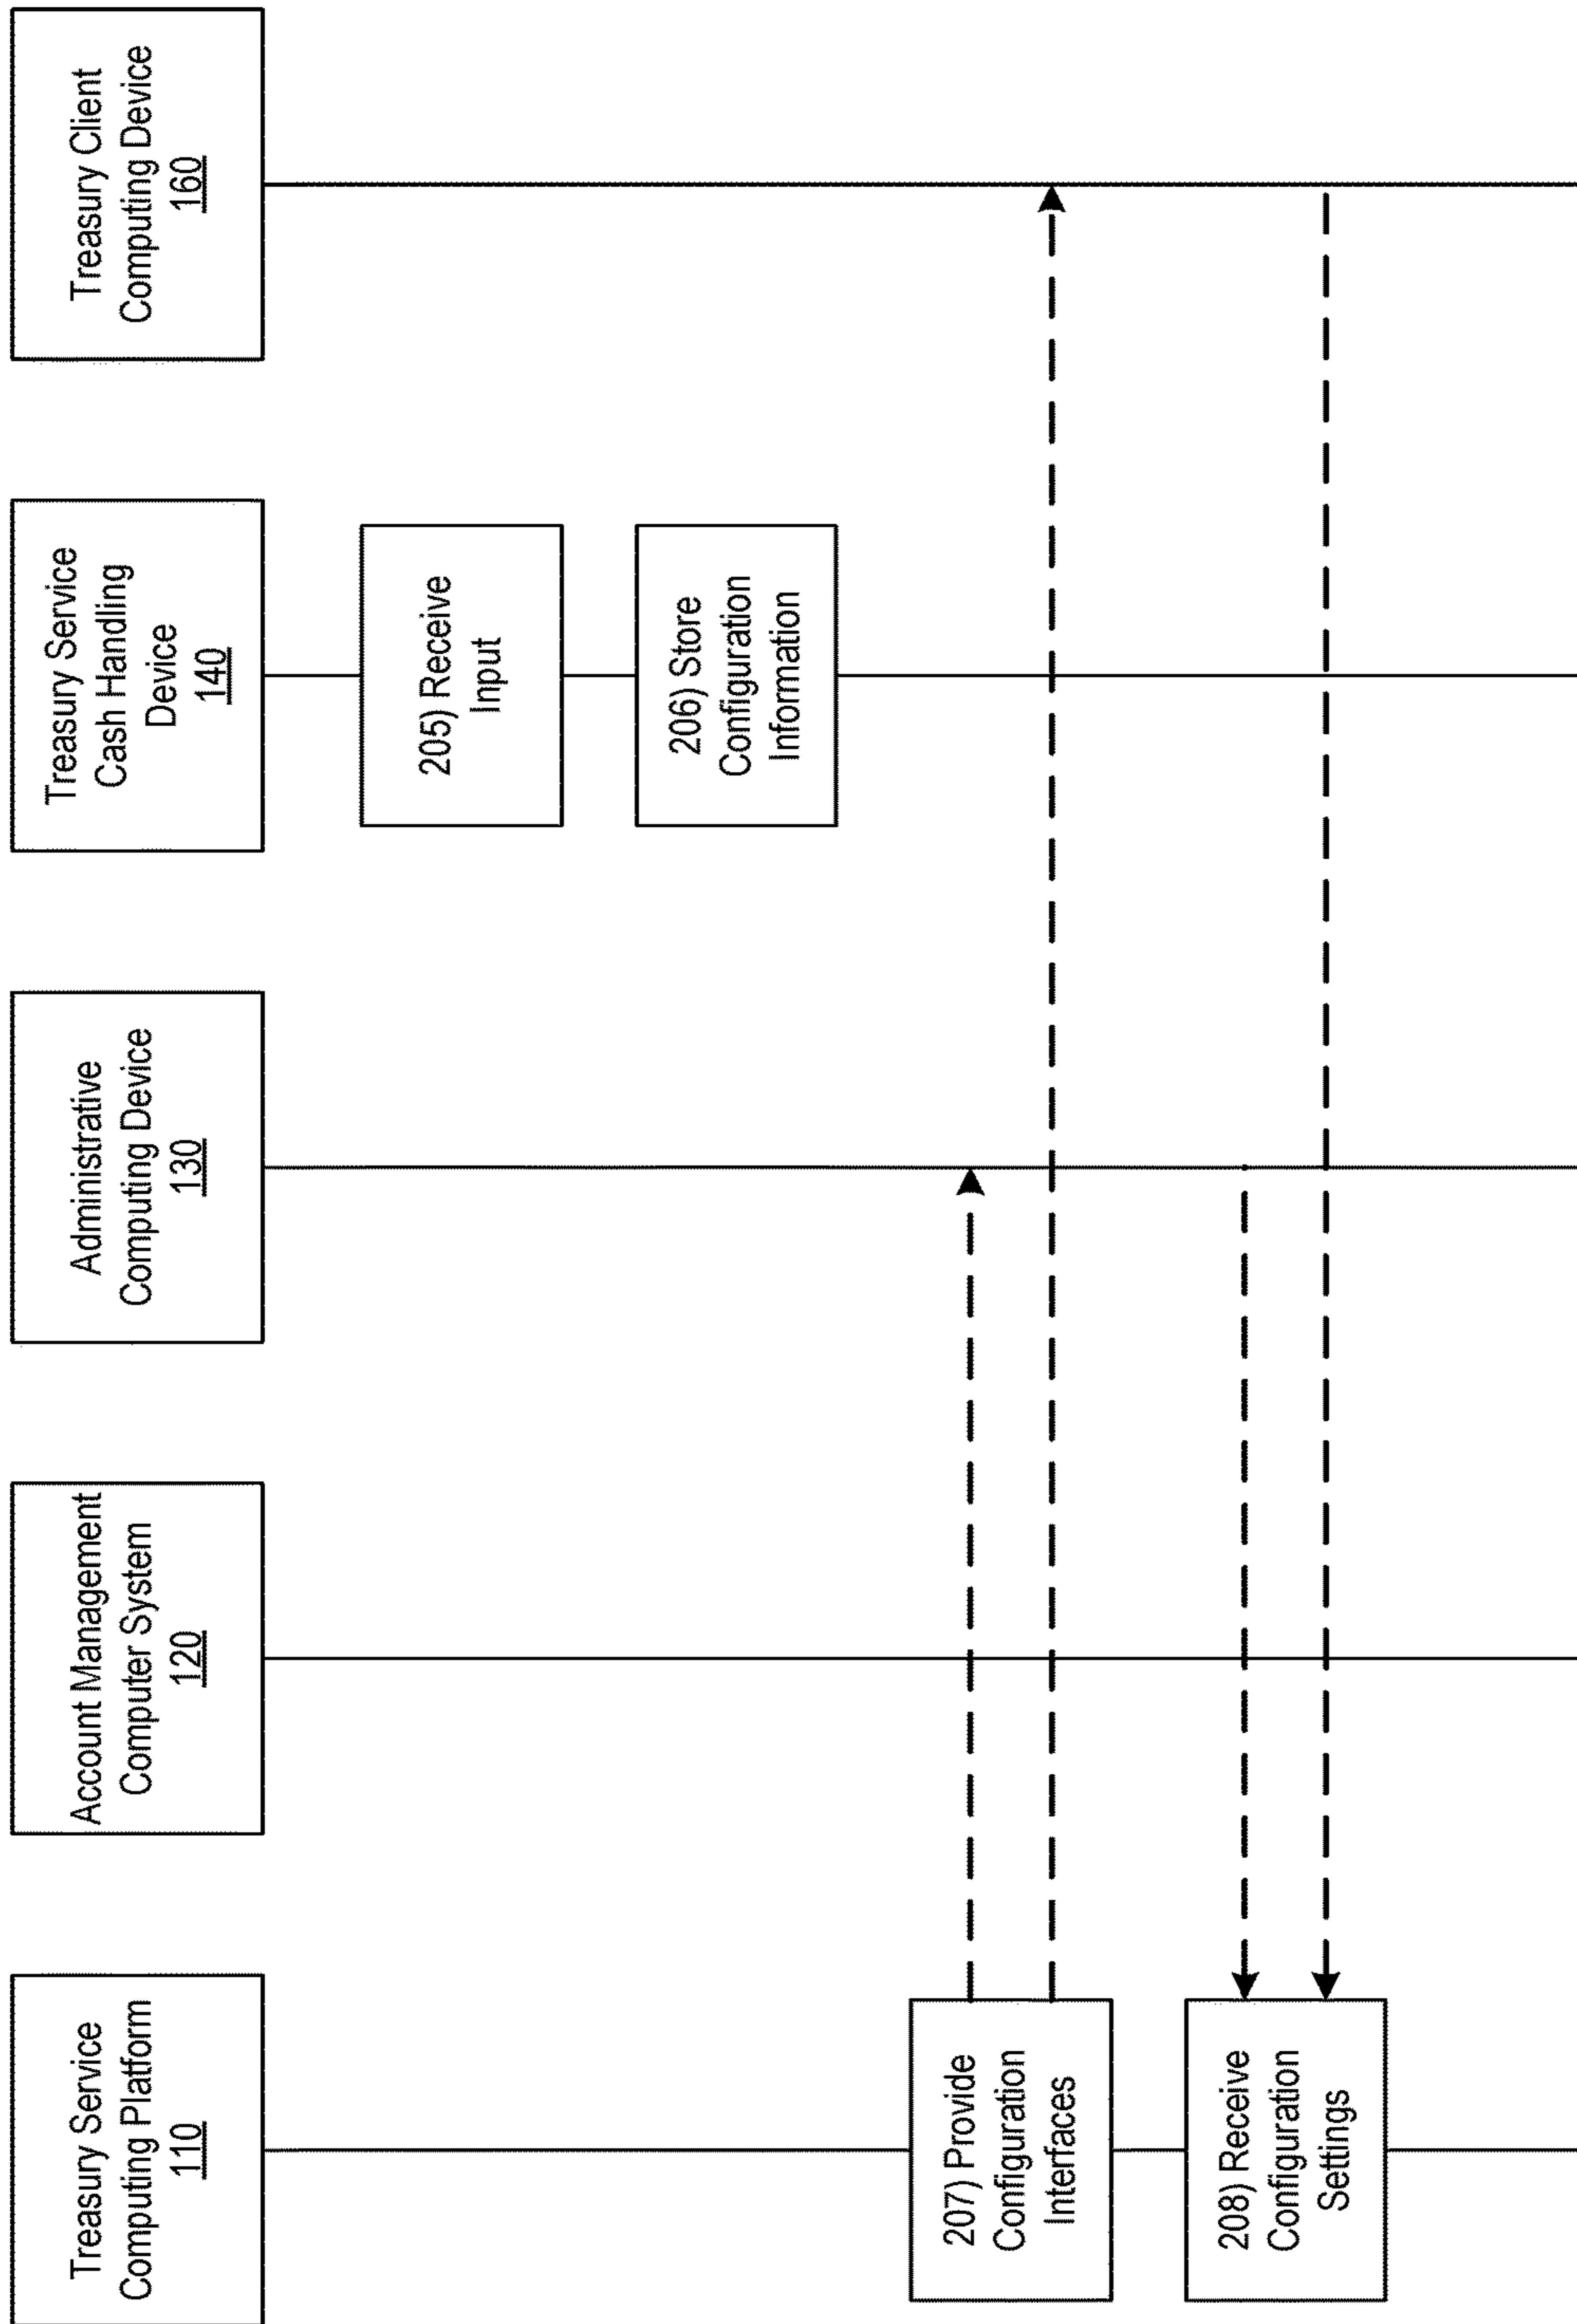 Treasury Service
Computing Platform
110
Account Management
Computer System
120
Administrative
Computing Device
130
Treasury Service
Cash Handling
Device
140
Treasury Client
Computing Device
160
205) Receive
Input
206) Store
Configuration
Information
207) Provide
Configuration
Interfaces
208) Receive
Configuration
Settings